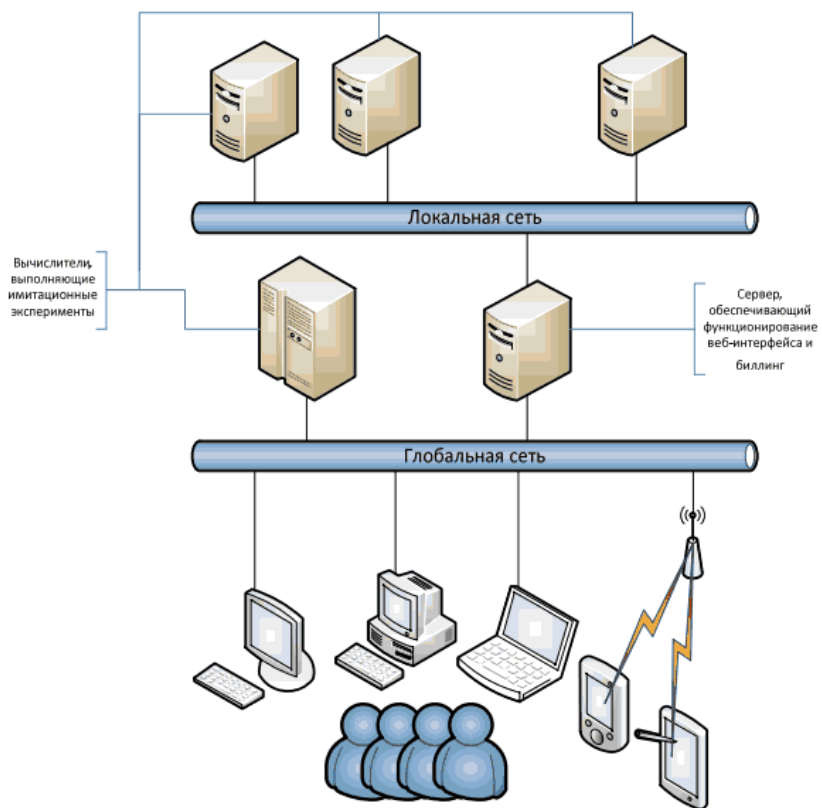 Локальная сеть
Вычислители,
выполняющие
имитационные
эксперименты
Сервер,
обеспечивающий
функционирование
веб-интерфейса и
биллинг
Глобальная сеть